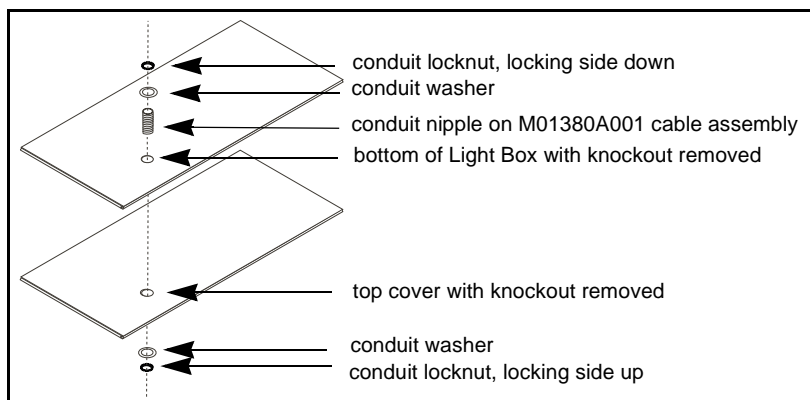 conduit locknut, locking side down
conduit washer
conduit nipple on M01380A001 cable assembly
bottom of Light Box with knockout removed
top cover with knockout removed
conduit washer
conduit locknut, locking side up